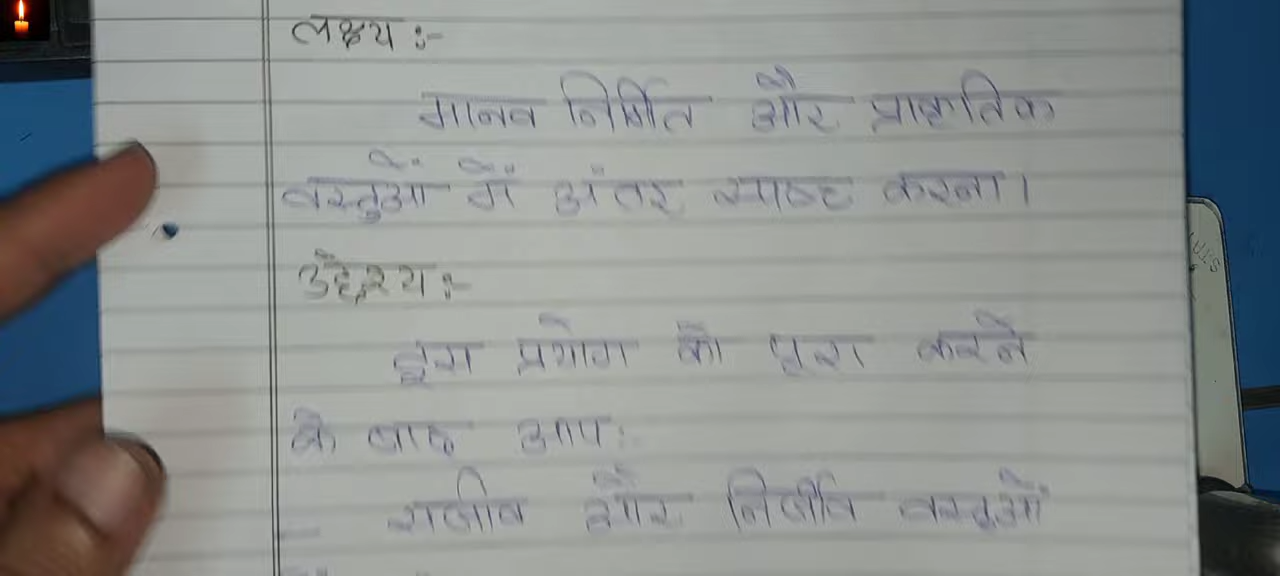 लक्ष्य :-
मानव निर्मित और प्राकृतिक
वस्तुओं में अंतर स्पष्ट करना।
उद्देश्य :-
इस प्रयोग को पूरा करने
के बाद आप :
- सजीव और निर्जीव वस्तुओं